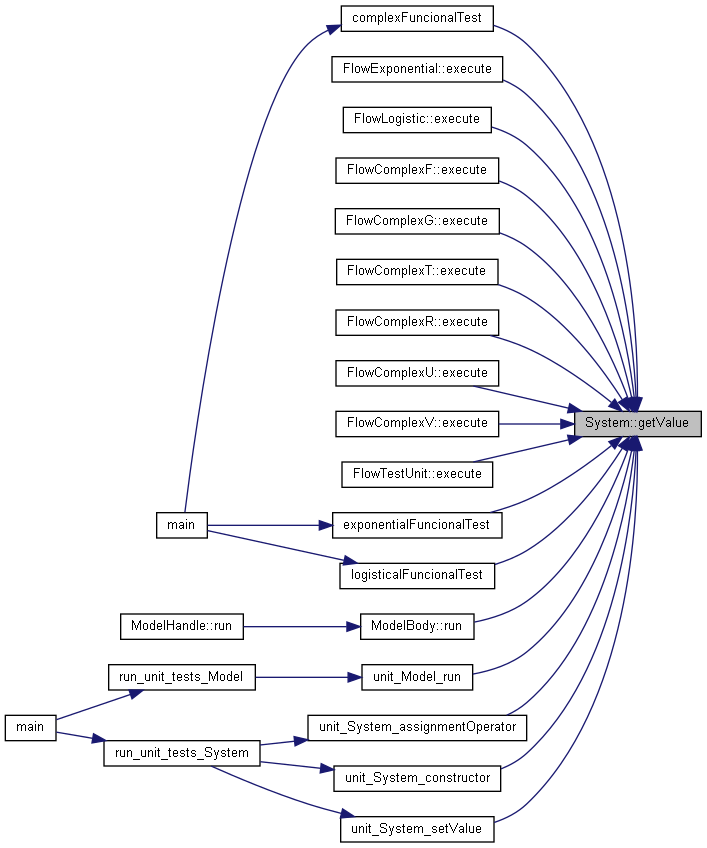 complexFuncionalTest
FlowExponential::execute
FlowLogistic::execute
FlowComplexF::execute
FlowComplexG::execute
FlowComplexT::execute
FlowComplexR::execute
FlowComplexU::execute
System::getValue
FlowComplexV::execute
FlowTestUnit::execute
main
exponentialFuncionalTest
logisticalFuncionalTest
ModelHandle::run
ModelBody::run
run_unit_tests_Model
unit_Model_run
main
unit_System_assignmentOperator
run_unit_tests_System
unit_System_constructor
unit_System_setValue